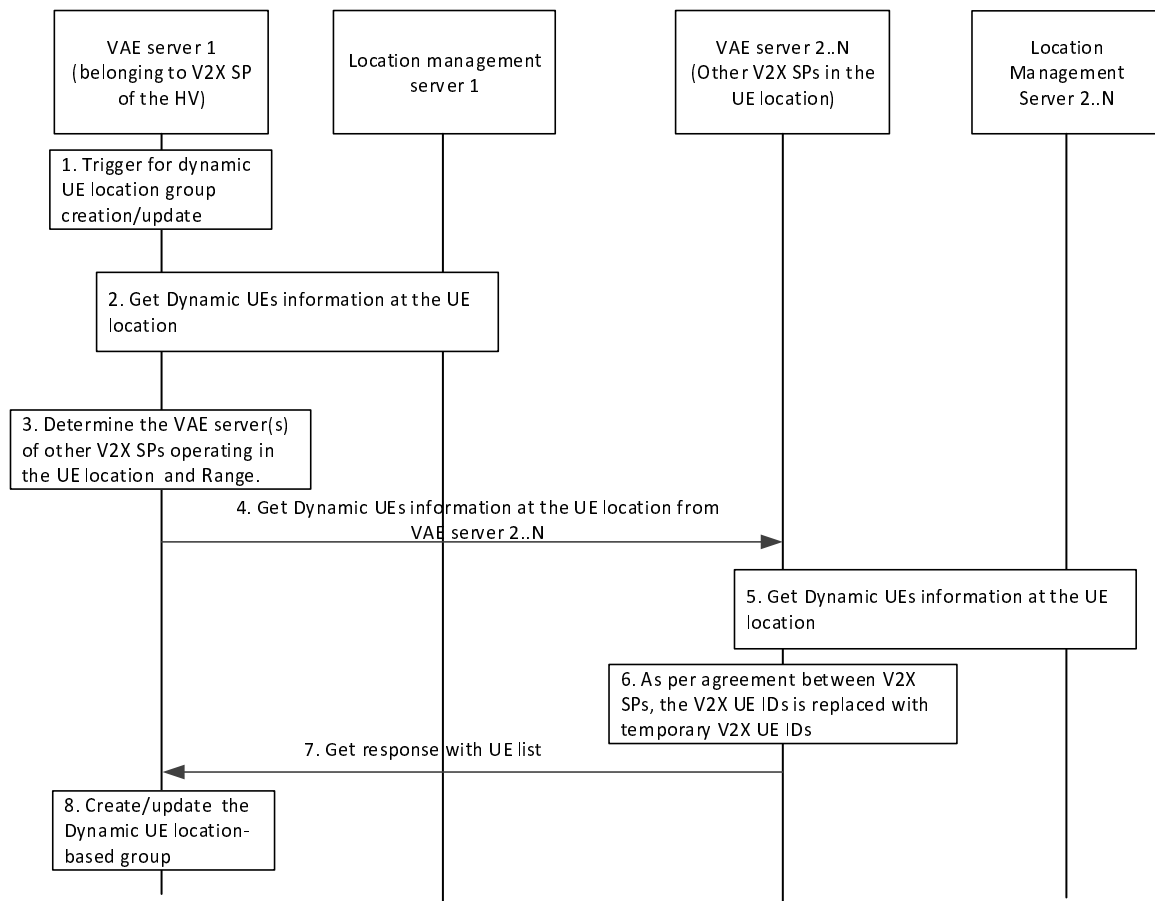 VAE server 1
(belonging to V2X SP
of the HV)
Location management
server 1
VAE server 2..N
(Other V2X SPs in the
UE location)
Location
Management
Server 2..N
1. Trigger for dynamic
UE location group
creation/update
2. Get Dynamic UEs information at the UE
location
3. Determine the VAE server(s)
of other V2X SPs operating in
the UE location and Range.
4. Get Dynamic UEs information at the UE location from
VAE server 2..N
5. Get Dynamic UEs information at the UE
location
6. As per agreement between V2X
SPs, the V2X UE IDs is replaced with
temporary V2X UE IDs
7. Get response with UE list
8. Create/update the
Dynamic UE location-
based group